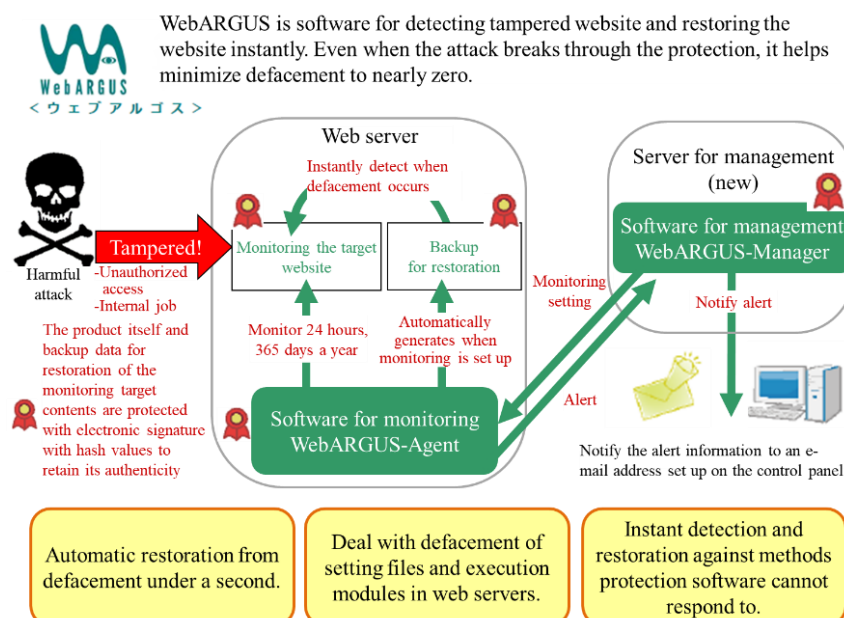 WebARGUS is software for detecting tampered website and restoring the
website instantly. Even when the attack breaks through the protection, it helps
minimize defacement to nearly zero.
WebARGUS
<ウェブアルゴス>
Web server
Instantly detect when
defacement occurs
Server for management
(new)
Software for management
WebARGUS-Manager
Tampered!
Monitoring the target
website
Backup
for restoration
Harmful
attack
-Unauthorized
access
-Internal job
Monitoring
setting
Notify alert
The product itself and
backup data for
restoration of the
monitoring target
contents are protected
with electronic signature
with hash values to
retain its authenticity
Monitor 24 hours,
365 days a year
Automatically
generates when
monitoring is set up
Alert
Software for monitoring
WebARGUS-Agent
Notify the alert information to an e-
mail address set up on the control panel
Automatic restoration from
defacement under a second.
Deal with defacement of
setting files and execution
modules in web servers.
Instant detection and
restoration against methods
protection software cannot
respond to.